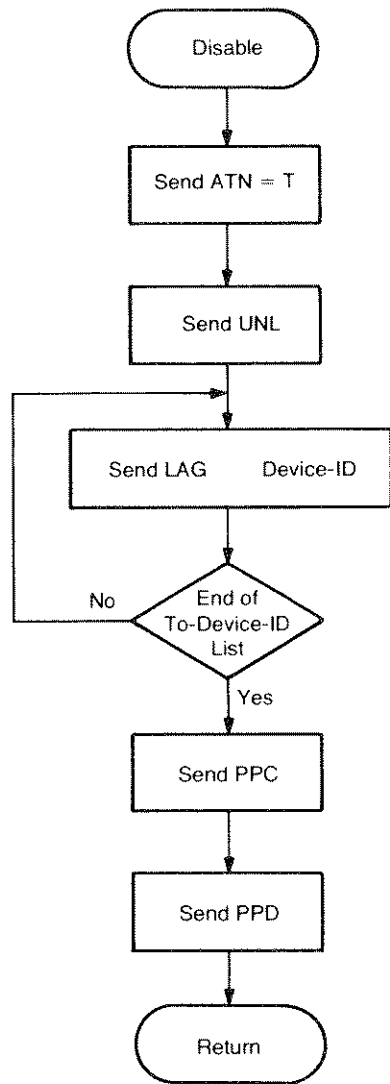 Disable
Send ATN = T
Send UNL
Send LAG Device-ID
End of
To-Device-ID
List
No
Yes
Send PPC
Send PPD
Return